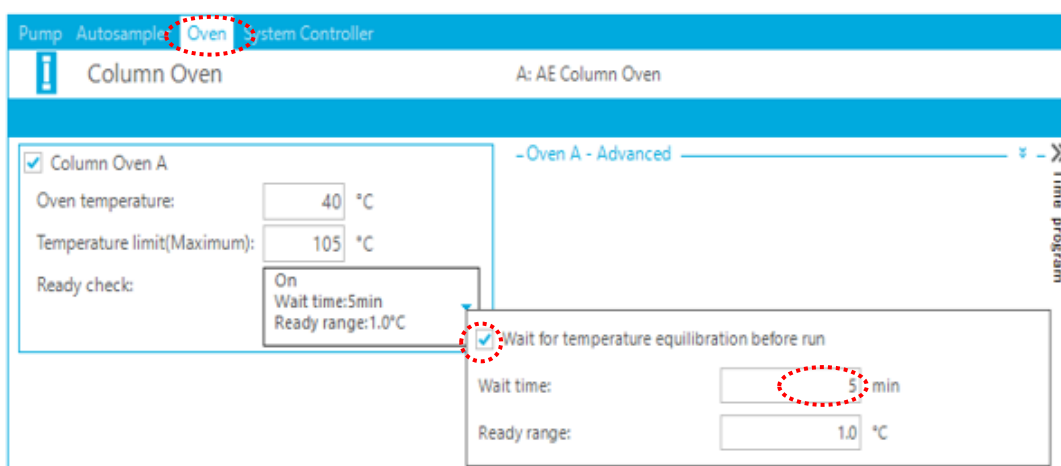 Pump Autosampler Oven System Controller
Column Oven A: AE Column Oven
Column Oven A
Oven temperature: 40 °C
Temperature limit(Maximum): 105 °C
Ready check: On
Wait time:5min
Ready range:1.0°C
Oven A - Advanced
Time program
Wait for temperature equilibration before run
Wait time: 5 min
Ready range: 1.0 °C